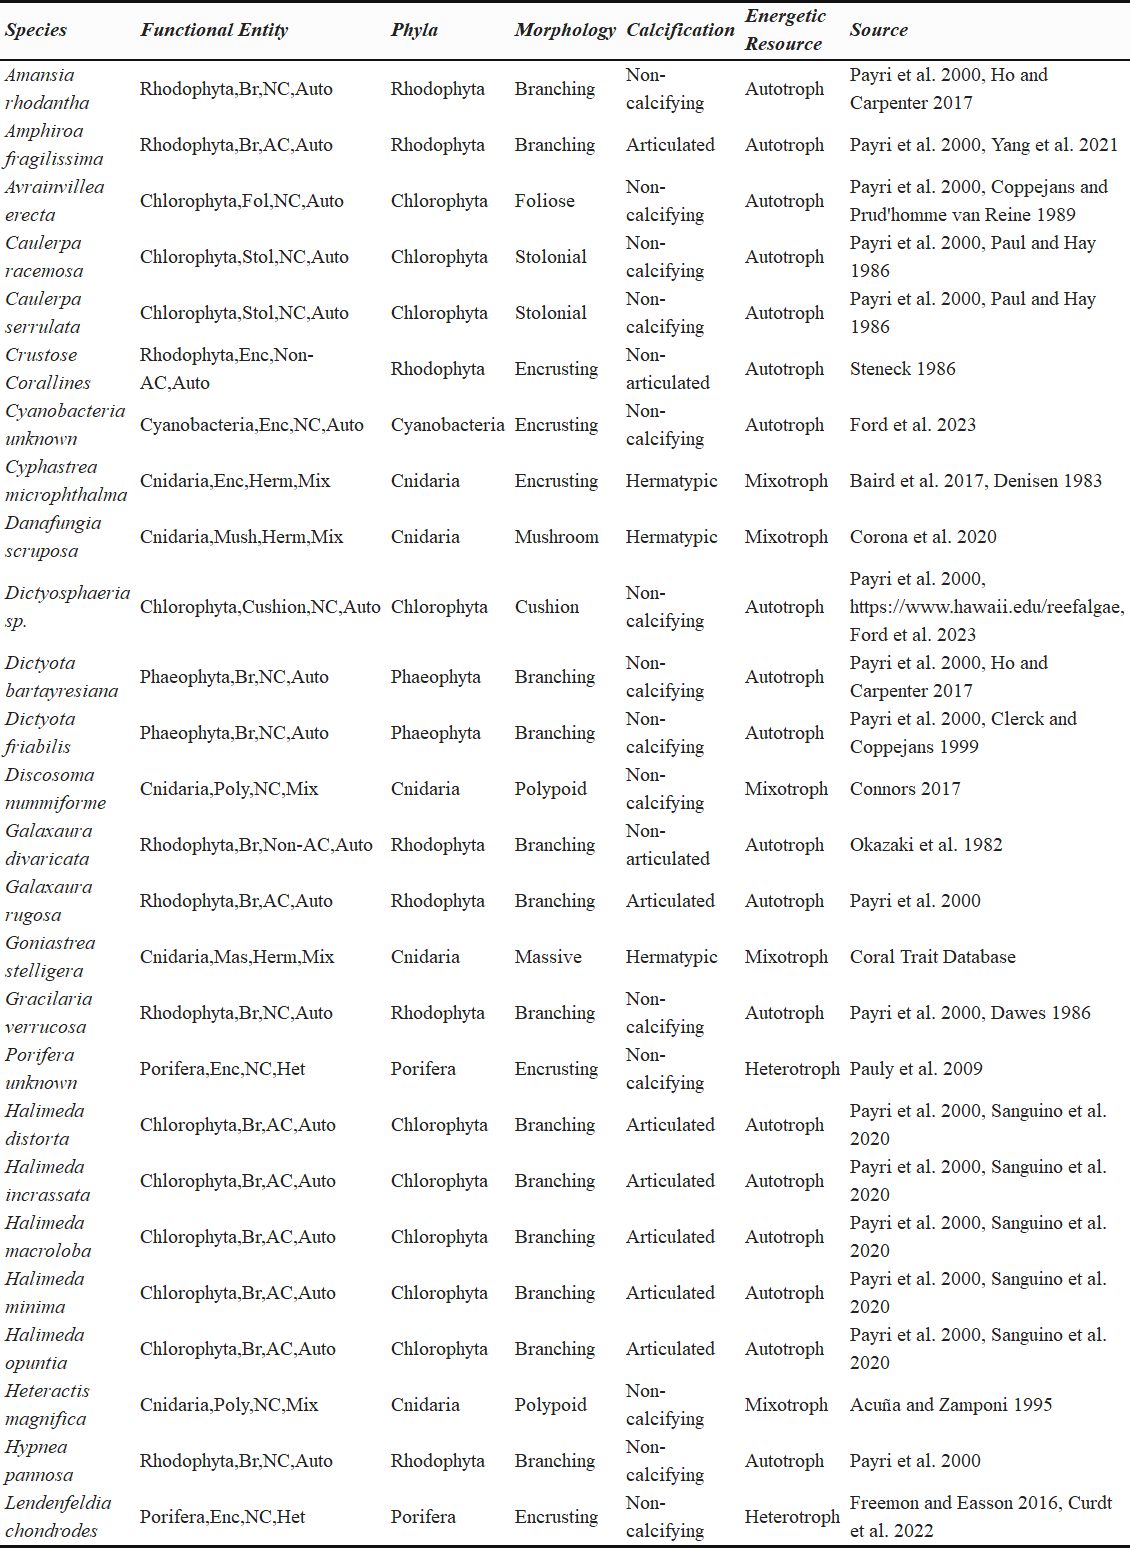 Species Functional Entity Phyla Morphology Calcification Energetic Resource Source
Amansia rhodantha Rhodophyta,Br,NC,Auto Rhodophyta Branching Non-calcifying Autotroph Payri et al. 2000, Ho and Carpenter 2017
Amphiroa fragilissima Rhodophyta,Br,AC,Auto Rhodophyta Branching Articulated Autotroph Payri et al. 2000, Yang et al. 2021
Avrainvillea erecta Chlorophyta,Fol,NC,Auto Chlorophyta Foliose Non-calcifying Autotroph Payri et al. 2000, Coppejans and Prud'homme van Reine 1989
Caulerpa racemosa Chlorophyta,Stol,NC,Auto Chlorophyta Stolonial Non-calcifying Autotroph Payri et al. 2000, Paul and Hay 1986
Caulerpa serrulata Chlorophyta,Stol,NC,Auto Chlorophyta Stolonial Non-calcifying Autotroph Payri et al. 2000, Paul and Hay 1986
Crustose Corallines Rhodophyta,Enc,Non-AC,Auto Rhodophyta Encrusting Non-articulated Autotroph Steneck 1986
Cyanobacteria unknown Cyanobacteria,Enc,NC,Auto Cyanobacteria Encrusting Non-calcifying Autotroph Ford et al. 2023
Cyphastrea microphthalma Cnidaria,Enc,Herm,Mix Cnidaria Encrusting Hermatypic Mixotroph Baird et al. 2017, Denisen 1983
Danafungia scruposa Cnidaria,Mush,Herm,Mix Cnidaria Mushroom Hermatypic Mixotroph Corona et al. 2020
Dictyosphaeria sp. Chlorophyta,Cushion,NC,Auto Chlorophyta Cushion Non-calcifying Autotroph Payri et al. 2000, https://www.hawaii.edu/reefalgae, Ford et al. 2023
Dictyota bartayresiana Phaeophyta,Br,NC,Auto Phaeophyta Branching Non-calcifying Autotroph Payri et al. 2000, Ho and Carpenter 2017
Dictyota friabilis Phaeophyta,Br,NC,Auto Phaeophyta Branching Non-calcifying Autotroph Payri et al. 2000, Clerck and Coppejans 1999
Discosoma nummiforme Cnidaria,Poly,NC,Mix Cnidaria Polypoid Non-calcifying Mixotroph Connors 2017
Galaxaura divaricata Rhodophyta,Br,Non-AC,Auto Rhodophyta Branching Non-articulated Autotroph Okazaki et al. 1982
Galaxaura rugosa Rhodophyta,Br,AC,Auto Rhodophyta Branching Articulated Autotroph Payri et al. 2000
Goniastrea stelligera Cnidaria,Mas,Herm,Mix Cnidaria Massive Hermatypic Mixotroph Coral Trait Database
Gracilaria verrucosa Rhodophyta,Br,NC,Auto Rhodophyta Branching Non-calcifying Autotroph Payri et al. 2000, Dawes 1986
Porifera unknown Porifera,Enc,NC,Het Porifera Encrusting Non-calcifying Heterotroph Pauly et al. 2009
Halimeda distorta Chlorophyta,Br,AC,Auto Chlorophyta Branching Articulated Autotroph Payri et al. 2000, Sanguino et al. 2020
Halimeda incrassata Chlorophyta,Br,AC,Auto Chlorophyta Branching Articulated Autotroph Payri et al. 2000, Sanguino et al. 2020
Halimeda macroloba Chlorophyta,Br,AC,Auto Chlorophyta Branching Articulated Autotroph Payri et al. 2000, Sanguino et al. 2020
Halimeda minima Chlorophyta,Br,AC,Auto Chlorophyta Branching Articulated Autotroph Payri et al. 2000, Sanguino et al. 2020
Halimeda opuntia Chlorophyta,Br,AC,Auto Chlorophyta Branching Articulated Autotroph Payri et al. 2000, Sanguino et al. 2020
Heteractis magnifica Cnidaria,Poly,NC,Mix Cnidaria Polypoid Non-calcifying Mixotroph Acuña and Zamponi 1995
Hypnea pannosa Rhodophyta,Br,NC,Auto Rhodophyta Branching Non-calcifying Autotroph Payri et al. 2000
Lendenfeldia chondrodes Porifera,Enc,NC,Het Porifera Encrusting Non-calcifying Heterotroph Freemon and Easson 2016, Curdt et al. 2022